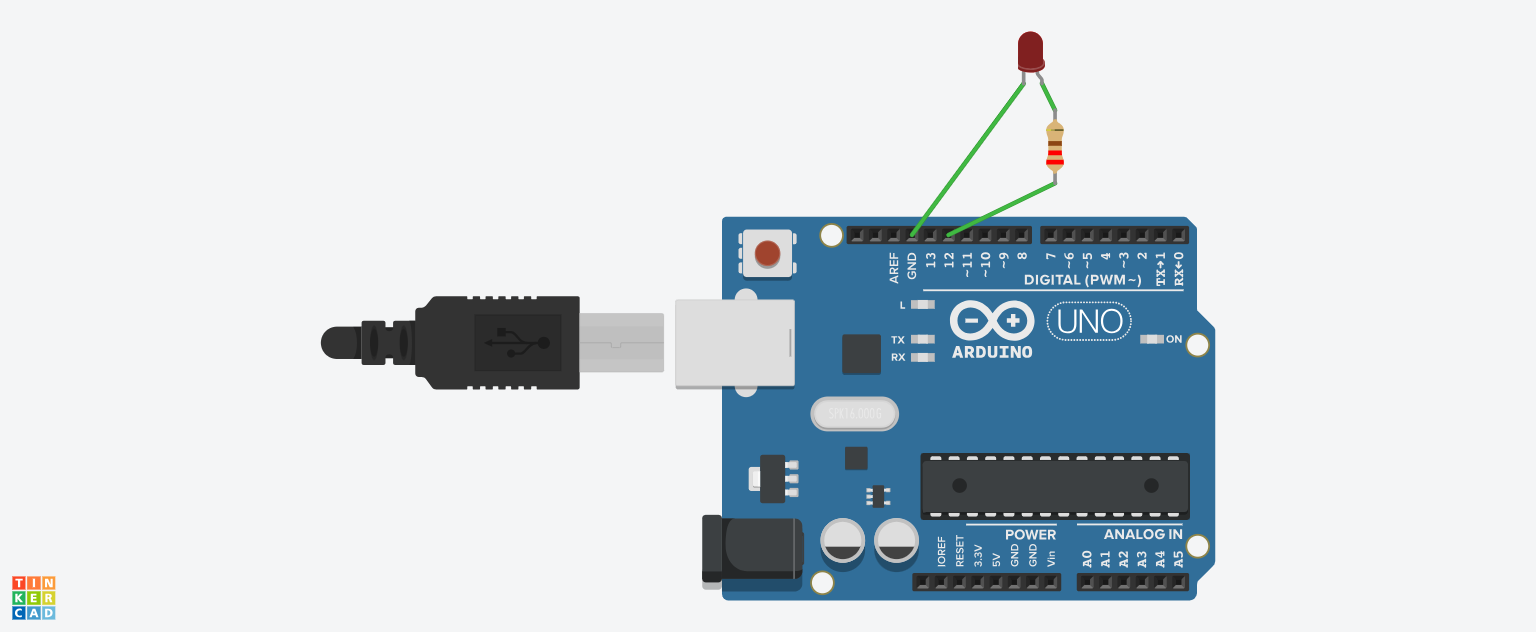 AREF
GND
13
12
~11
~10
~9
8
7
~6
~5
4
~3
2
TX→1
RX←0
DIGITAL (PWM~)
L
TX
RX
ARDUINO
UNO
ON
POWER
ANALOG IN
IOREF
RESET
3.3V
5V
GND
GND
Vin
A0
A1
A2
A3
A4
A5
TIN
KER
CAD